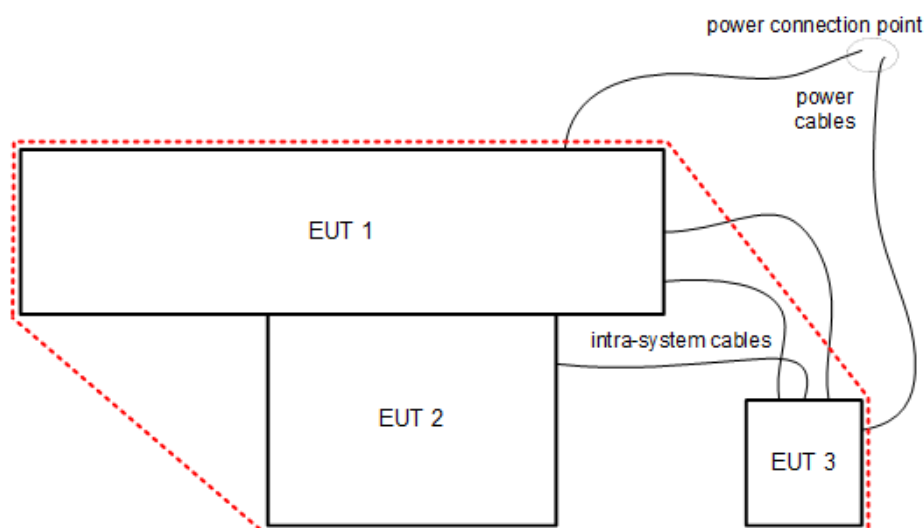 power connection point
power
cables
EUT 1
intra-system cables
EUT 2
EUT 3